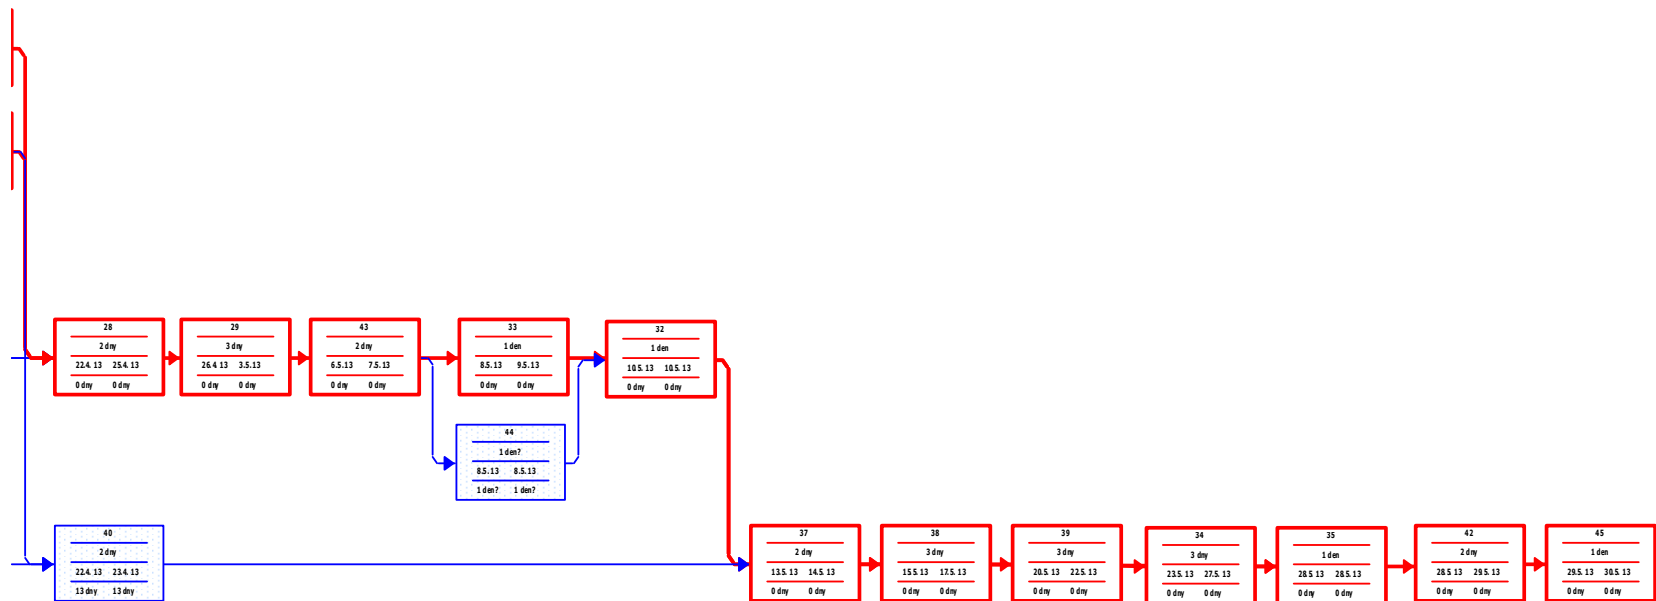 28
2 dny
22.4. 13 25.4. 13
0 dny 0 dny
29
3 dny
26.4 13 3.5. 13
0 dny 0 dny
43
2 dny
6.5. 13 7.5. 13
0 dny 0 dny
33
1 den
8.5. 13 9.5. 13
0 dny 0 dny
32
1 den
10.5. 13 10.5. 13
0 dny 0 dny
44
1 den?
8.5. 13 8.5. 13
1 den? 1 den?
40
2 dny
22.4. 13 23.4. 13
13 dny 13 dny
37
2 dny
13.5. 13 14.5. 13
0 dny 0 dny
38
3 dny
15.5. 13 17.5. 13
0 dny 0 dny
39
3 dny
20.5. 13 22.5. 13
0 dny 0 dny
34
3 dny
23.5. 13 27.5. 13
0 dny 0 dny
35
1 den
28.5. 13 28.5. 13
0 dny 0 dny
42
2 dny
28.5. 13 29.5. 13
0 dny 0 dny
45
1 den
29.5. 13 30.5. 13
0 dny 0 dny